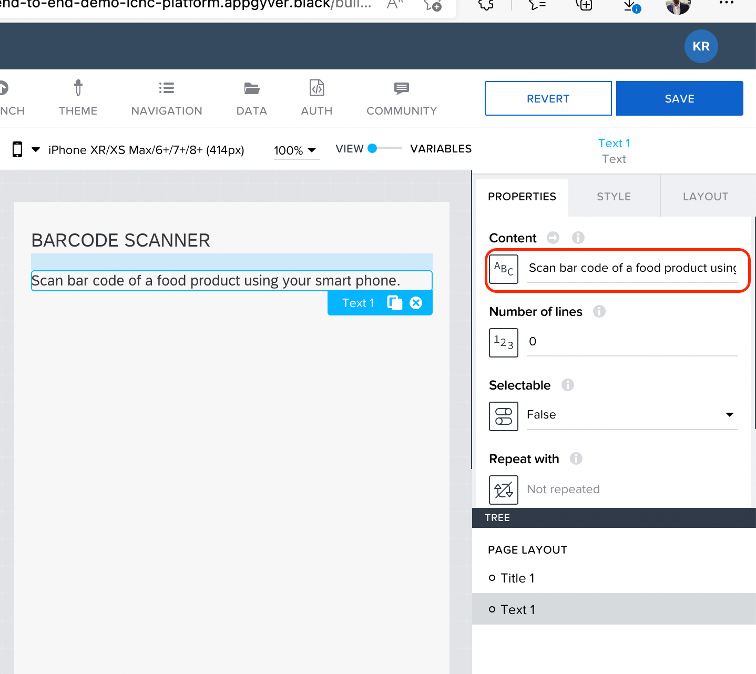 end-to-end-demo-lcnc-platform.appgyver.black/buil...
KR
NCH THEME NAVIGATION DATA AUTH COMMUNITY
REVERT SAVE
iPhone XR/XS Max/6+/7+/8+ (414px) 100% VIEW VARIABLES
Text 1
Text
PROPERTIES STYLE LAYOUT
BARCODE SCANNER
Scan bar code of a food product using your smart phone.
Text 1
Content
ABC Scan bar code of a food product using
Number of lines
123 0
Selectable
False
Repeat with
Not repeated
TREE
PAGE LAYOUT
Title 1
Text 1